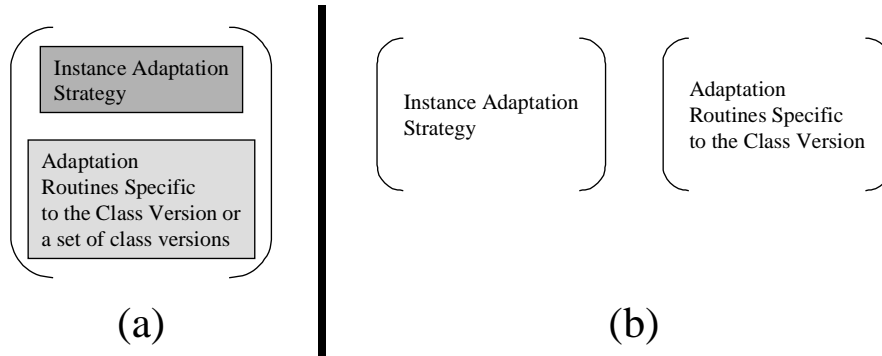 Instance Adaptation
Strategy
Adaptation
Routines Specific
to the Class Version or
a set of class versions
(a)
Instance Adaptation
Strategy
Adaptation
Routines Specific
to the Class Version
(b)